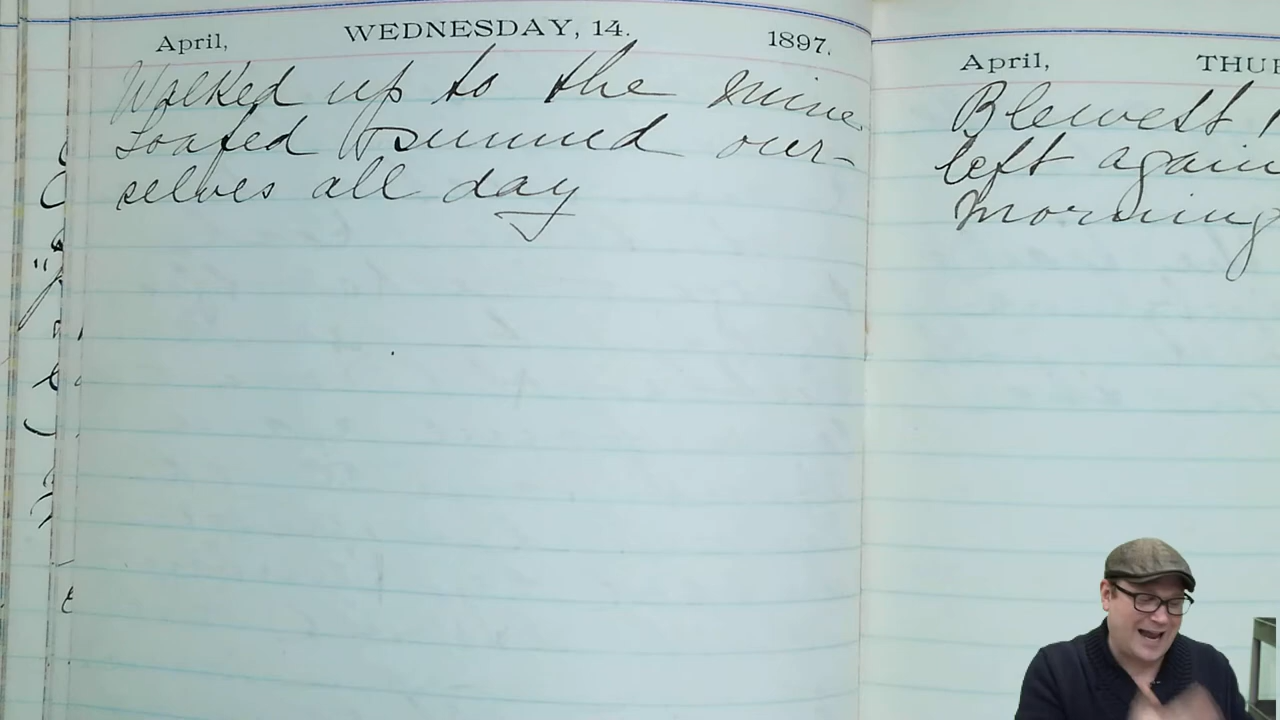 April, WEDNESDAY, 14. 1897.
Walked up to the mine
Loafed & sunned our-
selves all day
April, THUR
Blewett
left again
morning